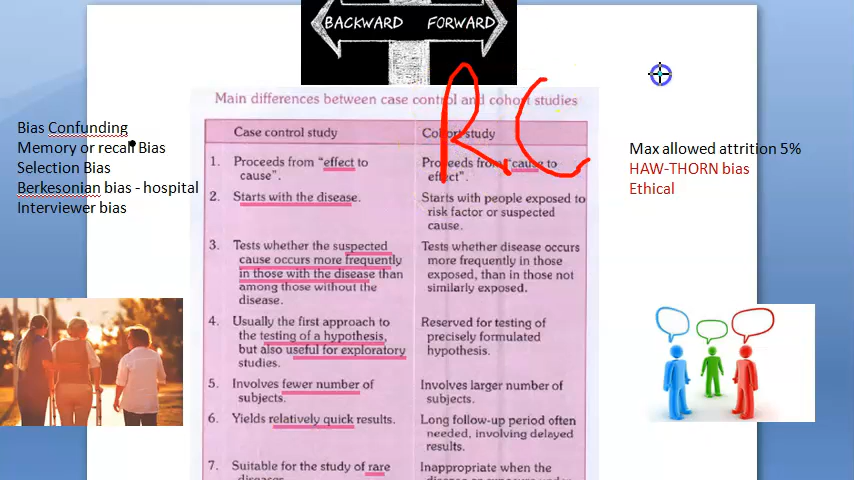 BACKWARD FORWARD
Main differences between case control and cohort studies
Case control study
Cohort study
1. Proceeds from “effect to
cause”.
Proceeds from “cause to
effect”.
2. Starts with the disease.
Starts with people exposed to
risk factor or suspected
cause.
3. Tests whether the suspected
cause occurs more frequently
in those with the disease than
among those without the
disease.
Tests whether disease occurs
more frequently in those
exposed, than in those not
similarly exposed.
4. Usually the first approach to
the testing of a hypothesis,
but also useful for exploratory
studies.
Reserved for testing of
precisely formulated
hypothesis.
5. Involves fewer number of
subjects.
Involves larger number of
subjects.
6. Yields relatively quick results.
Long follow-up period often
needed, involving delayed
results.
7. Suitable for the study of rare
diseases
Inappropriate when the
Bias Confunding
Memory or recall Bias
Selection Bias
Berkesonian bias - hospital
Interviewer bias
Max allowed attrition 5%
HAW-THORN bias
Ethical
RC